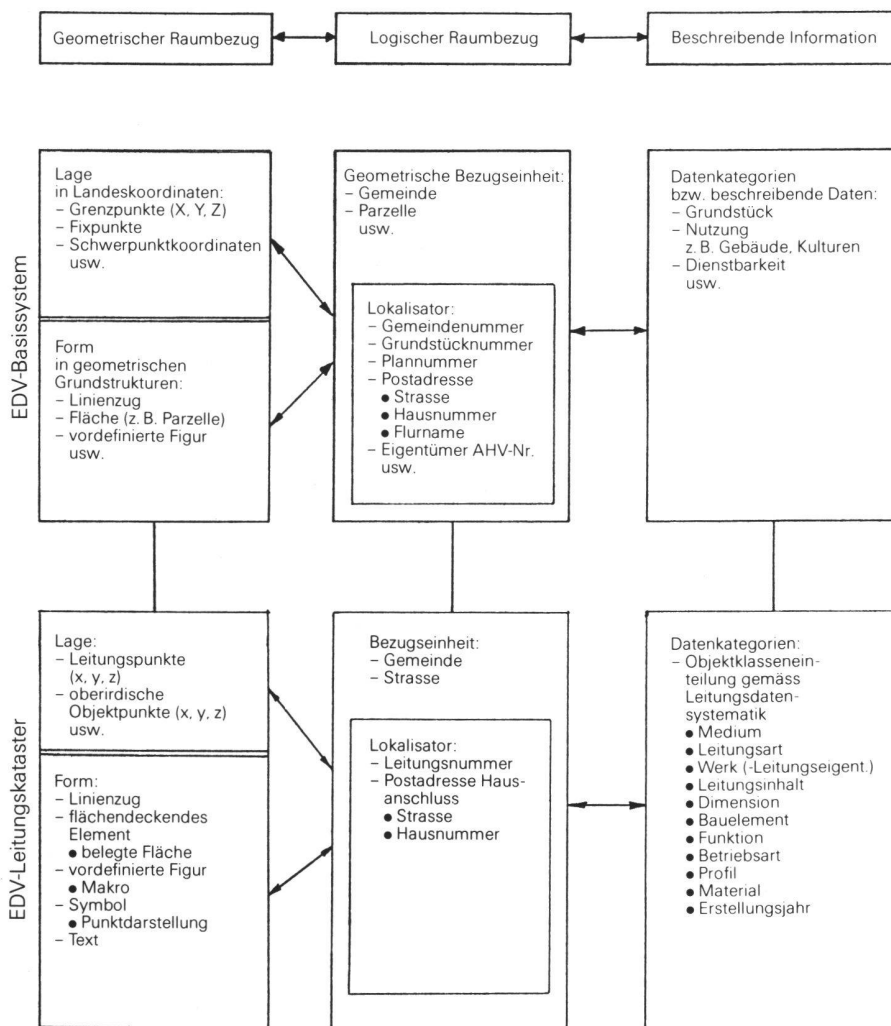 Geometrischer Raumbezug
Logischer Raumbezug
Beschreibende Information
EDV-Basissystem
Lage
in Landeskoordinaten:
– Grenzpunkte (X, Y, Z)
– Fixpunkte
– Schwerpunktkoordinaten
usw.
Form
in geometrischen
Grundstrukturen:
– Linienzug
– Fläche (z. B. Parzelle)
– vordefinierte Figur
usw.
Geometrische Bezugseinheit:
– Gemeinde
– Parzelle
usw.
Lokalisator:
– Gemeindenummer
– Grundstücknummer
– Plannummer
– Postadresse
● Strasse
● Hausnummer
● Flurname
– Eigentümer AHV-Nr.
usw.
Datenkategorien
bzw. beschreibende Daten:
– Grundstück
– Nutzung
z. B. Gebäude, Kulturen
– Dienstbarkeit
usw.
EDV-Leitungskataster
Lage:
– Leitungspunkte
(x, y, z)
– oberirdische
Objektpunkte (x, y, z)
usw.
Form:
– Linienzug
– flächendeckendes
Element
● belegte Fläche
– vordefinierte Figur
● Makro
– Symbol
● Punktdarstellung
– Text
Bezugseinheit:
– Gemeinde
– Strasse
Lokalisator:
– Leitungsnummer
– Postadresse Haus-
anschluss
● Strasse
● Hausnummer
Datenkategorien:
– Objektklassenein-
teilung gemäss
Leitungsdaten-
systematik
● Medium
● Leitungsart
● Werk (-Leitungseigent.)
● Leitungsinhalt
● Dimension
● Bauelement
● Funktion
● Betriebsart
● Profil
● Material
● Erstellungsjahr